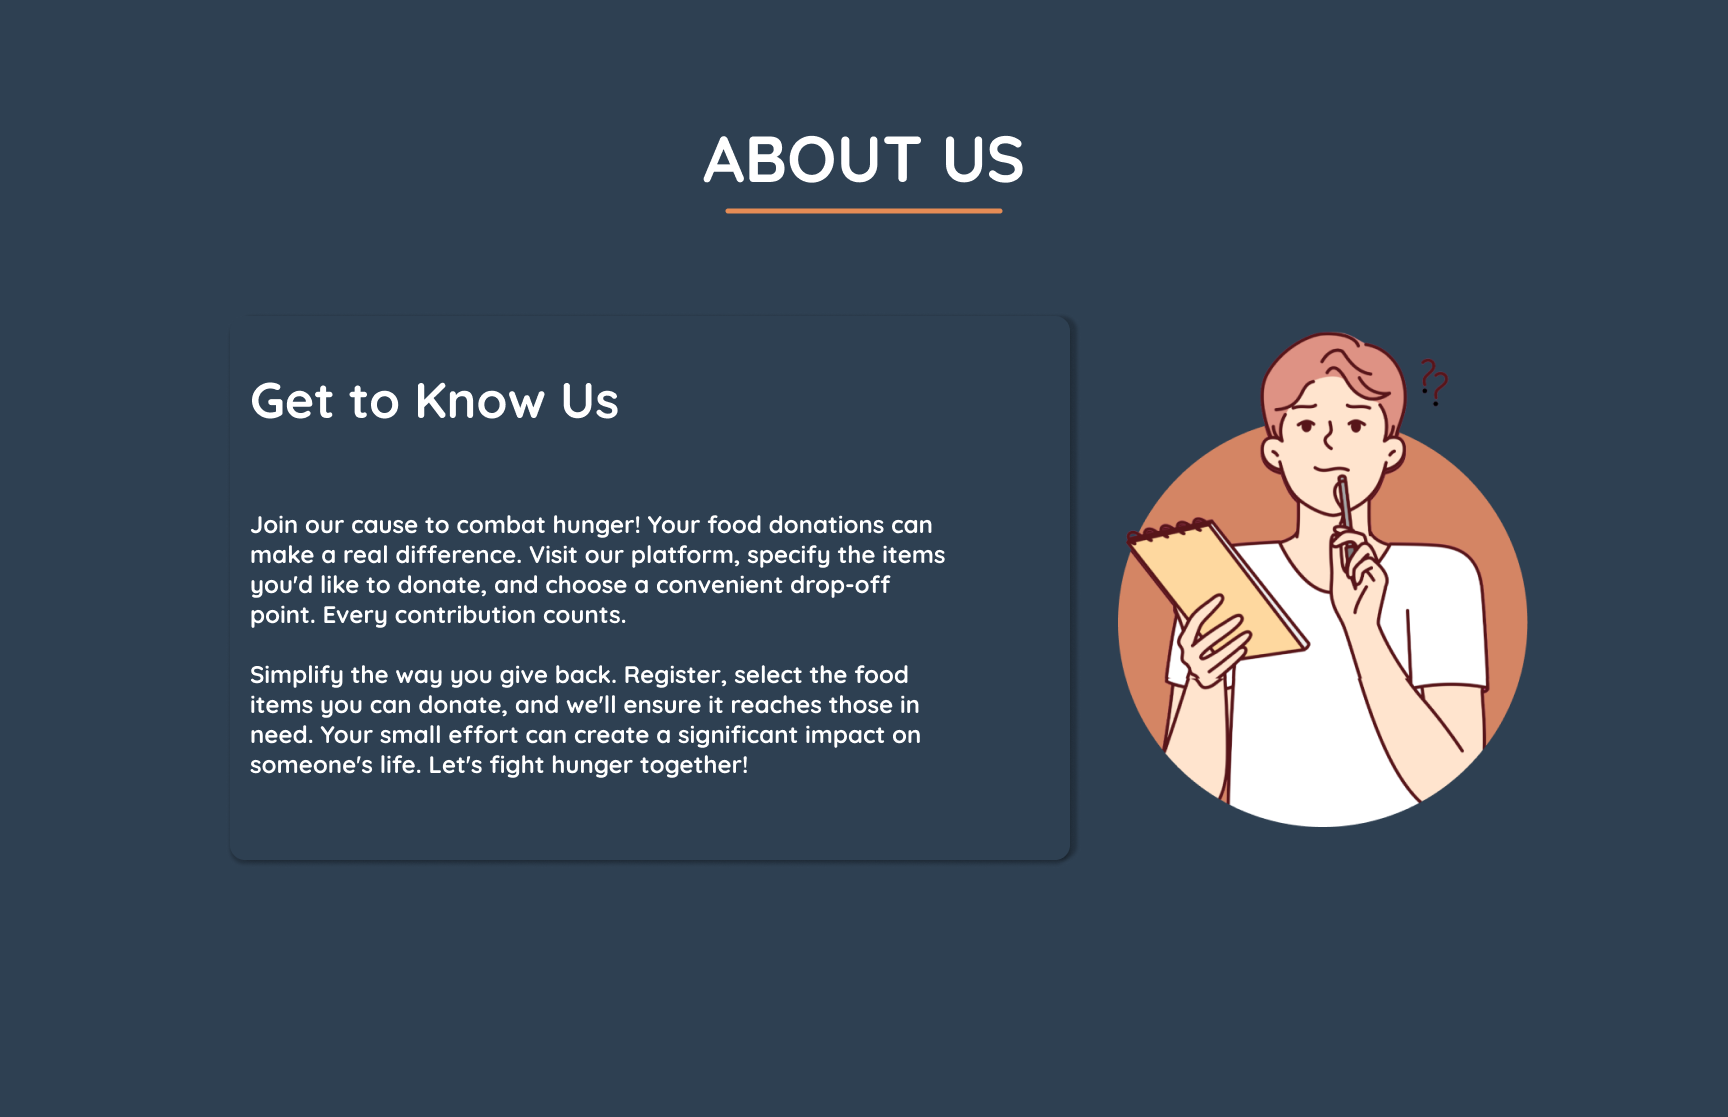 ABOUT US
Get to Know Us
??
Join our cause to combat hunger! Your food donations can
make a real difference. Visit our platform, specify the items
you'd like to donate, and choose a convenient drop-off
point. Every contribution counts.
Simplify the way you give back. Register, select the food
items you can donate, and we'll ensure it reaches those in
need. Your small effort can create a significant impact on
someone's life. Let's fight hunger together!